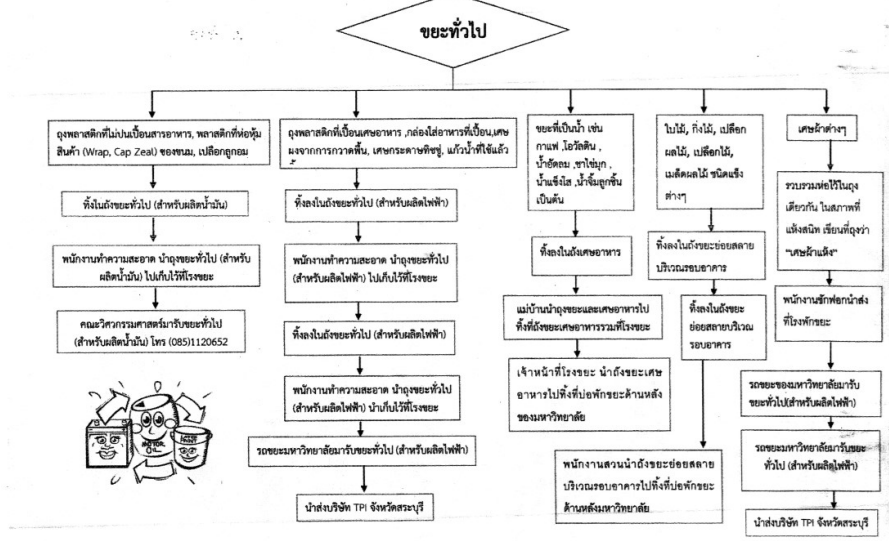 ขยะทั่วไป
ถุงพลาสติกที่ไม่ปนเปื้อนสารอาหาร, พลาสติกที่ห่อหุ้ม
สินค้า (Wrap, Cap Zeal) ของขนม, เปลือกลูกอม
ทิ้งในถังขยะทั่วไป (สำหรับผลิตน้ำมัน)
พนักงานทำความสะอาด นำถุงขยะทั่วไป (สำหรับ
ผลิตน้ำมัน) ไปเก็บไว้ที่โรงขยะ
คณะวิศวกรรมศาสตร์มารับขยะทั่วไป
(สำหรับผลิตน้ำมัน) โทร (085)1120652
MOTOR
OIL
ถุงพลาสติกที่เปื้อนเศษอาหาร ,กล่องใส่อาหารที่เปื้อน,เศษ
ผงจากการกวาดพื้น, เศษกระดาษทิชชู่, แก้วน้ำที่ใช้แล้ว
ทิ้งลงในถังขยะทั่วไป (สำหรับผลิตไฟฟ้า)
พนักงานทำความสะอาด นำถุงขยะทั่วไป
(สำหรับผลิตไฟฟ้า) ไปเก็บไว้ที่โรงขยะ
ทิ้งลงในถังขยะทั่วไป (สำหรับผลิตไฟฟ้า)
พนักงานทำความสะอาด นำถุงขยะทั่วไป
(สำหรับผลิตไฟฟ้า) นำเก็บไว้ที่โรงขยะ
รถขยะมหาวิทยาลัยมารับขยะทั่วไป (สำหรับผลิตไฟฟ้า)
นำส่งบริษัท TPI จังหวัดสระบุรี
ขยะที่เป็นน้ำ เช่น
กาแฟ ,โอวัลติน ,
น้ำอัดลม ,ชาไข่มุก ,
น้ำแข็งใส ,น้ำจิ้มลูกชิ้น
เป็นต้น
ทิ้งลงในถังเศษอาหาร
แม่บ้านนำถุงขยะและเศษอาหารไป
ทิ้งที่ถังขยะเศษอาหารรวมที่โรงขยะ
เจ้าหน้าที่โรงขยะ นำถังขยะเศษ
อาหารไปทิ้งที่บ่อพักขยะด้านหลัง
ของมหาวิทยาลัย
ใบไม้, กิ่งไม้, เปลือก
ผลไม้, เปลือกไม้,
เมล็ดผลไม้ ชนิดแข็ง
ต่างๆ
ทิ้งลงในถังขยะย่อยสลาย
บริเวณรอบอาคาร
ทิ้งลงในถังขยะ
ย่อยสลายบริเวณ
รอบอาคาร
พนักงานสวนนำถังขยะย่อยสลาย
บริเวณรอบอาคารไปทิ้งที่บ่อพักขยะ
ด้านหลังมหาวิทยาลัย
เศษผ้าต่างๆ
รวบรวมห่อไว้ในถุง
เดียวกัน ในสภาพที่
แห้งสนิท เขียนที่ถุงว่า
"เศษผ้าแห้ง"
พนักงานซักฟอกนำส่ง
ที่โรงพักขยะ
รถขยะของมหาวิทยาลัยมารับ
ขยะทั่วไป(สำหรับผลิตไฟฟ้า)
รถขยะมหาวิทยาลัยมารับขยะ
ทั่วไป (สำหรับผลิตไฟฟ้า)
นำส่งบริษัท TPI จังหวัดสระบุรี